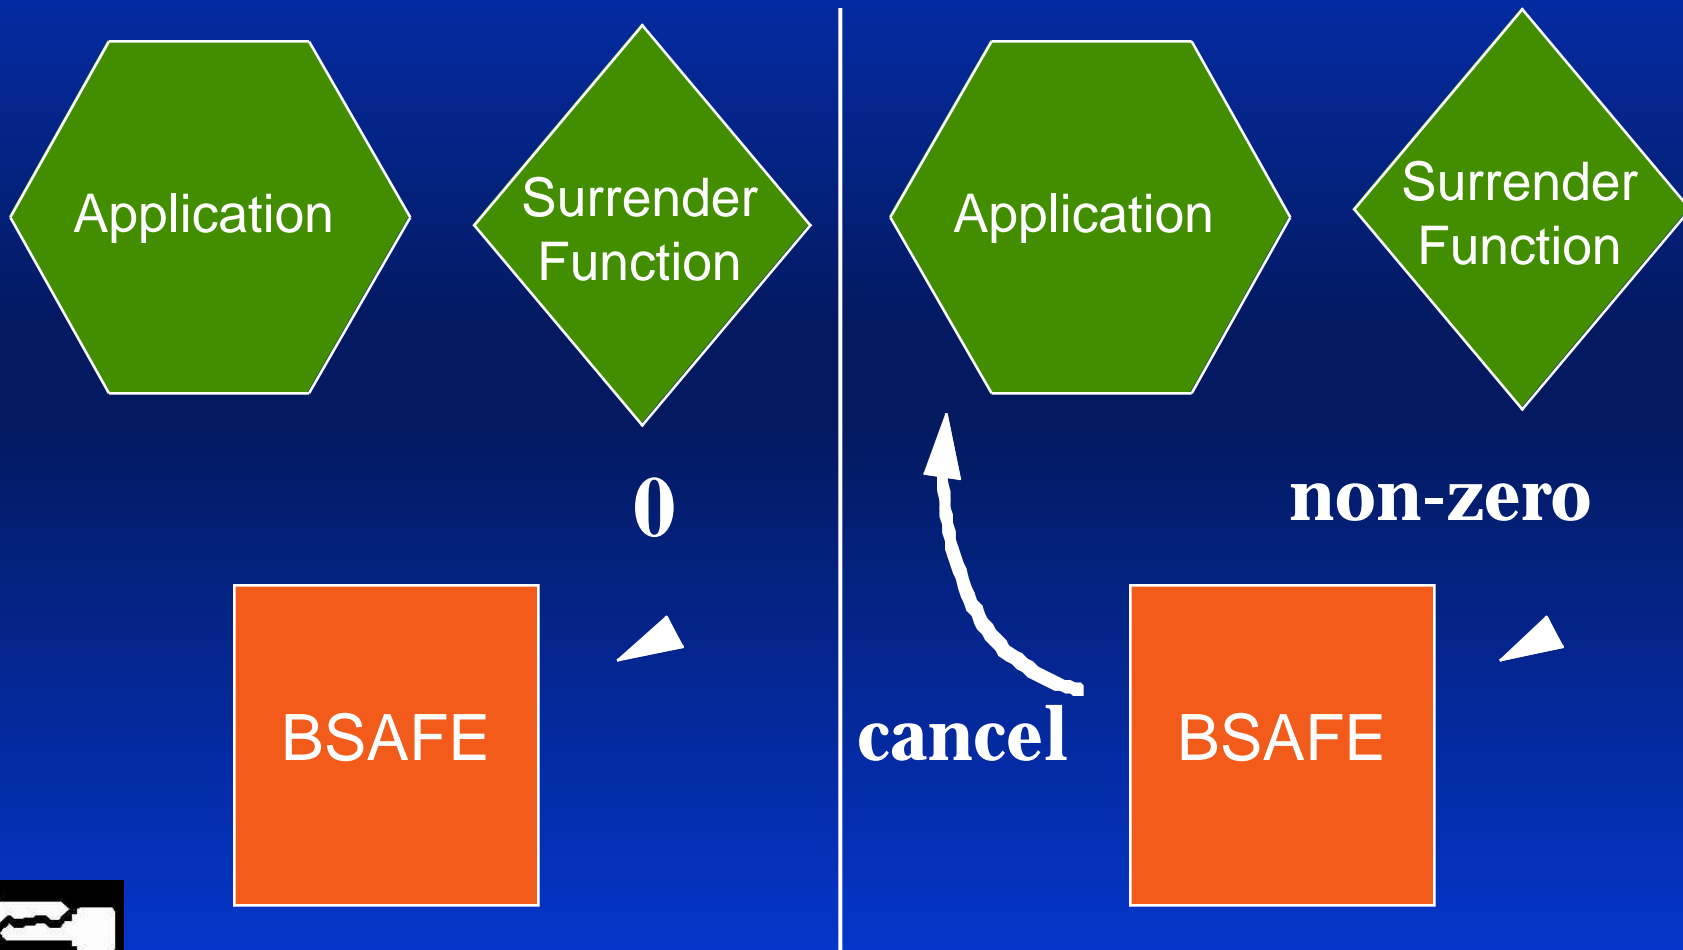 Application
Surrender
Function
0
BSAFE
Application
Surrender
Function
non-zero
cancel
BSAFE